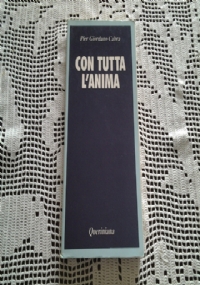 Pier Giordano Cabra
CON TUTTA
L'ANIMA
Queriniana